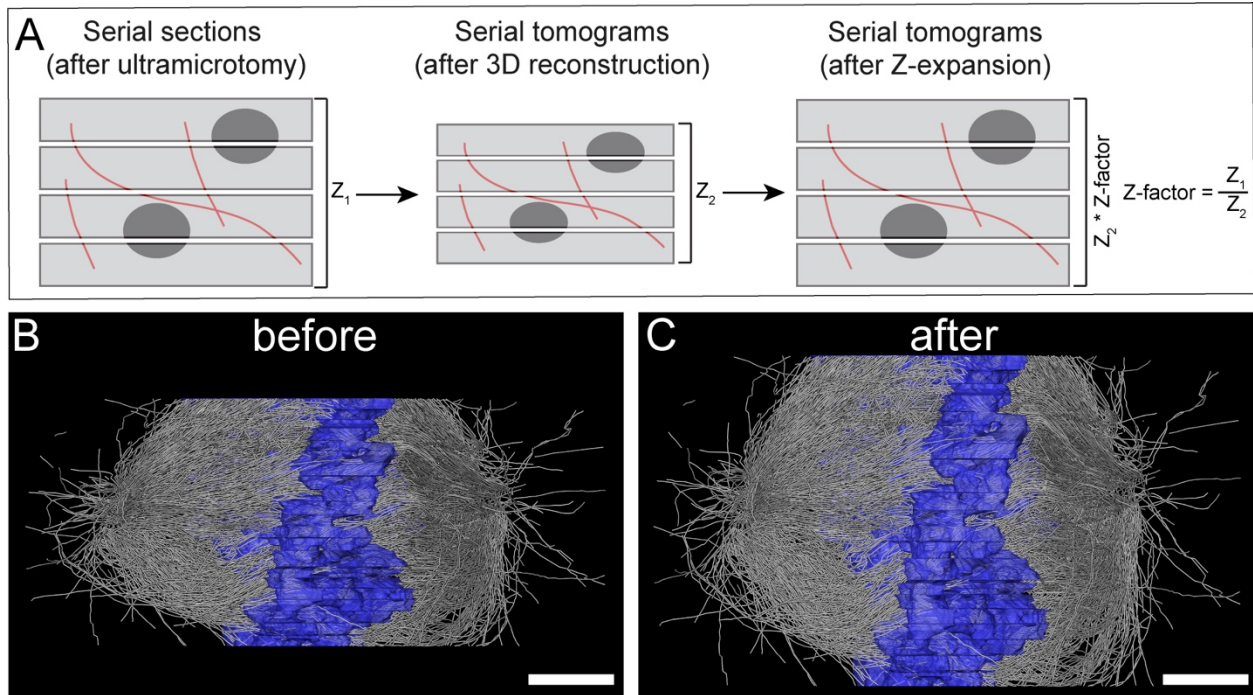 A
Serial sections
(after ultramicrotomy)
Z₁
Serial tomograms
(after 3D reconstruction)
Z₂
Serial tomograms
(after Z-expansion)
Z₂ * Z-factor
Z-factor = Z₁/Z₂
B
before
C
after